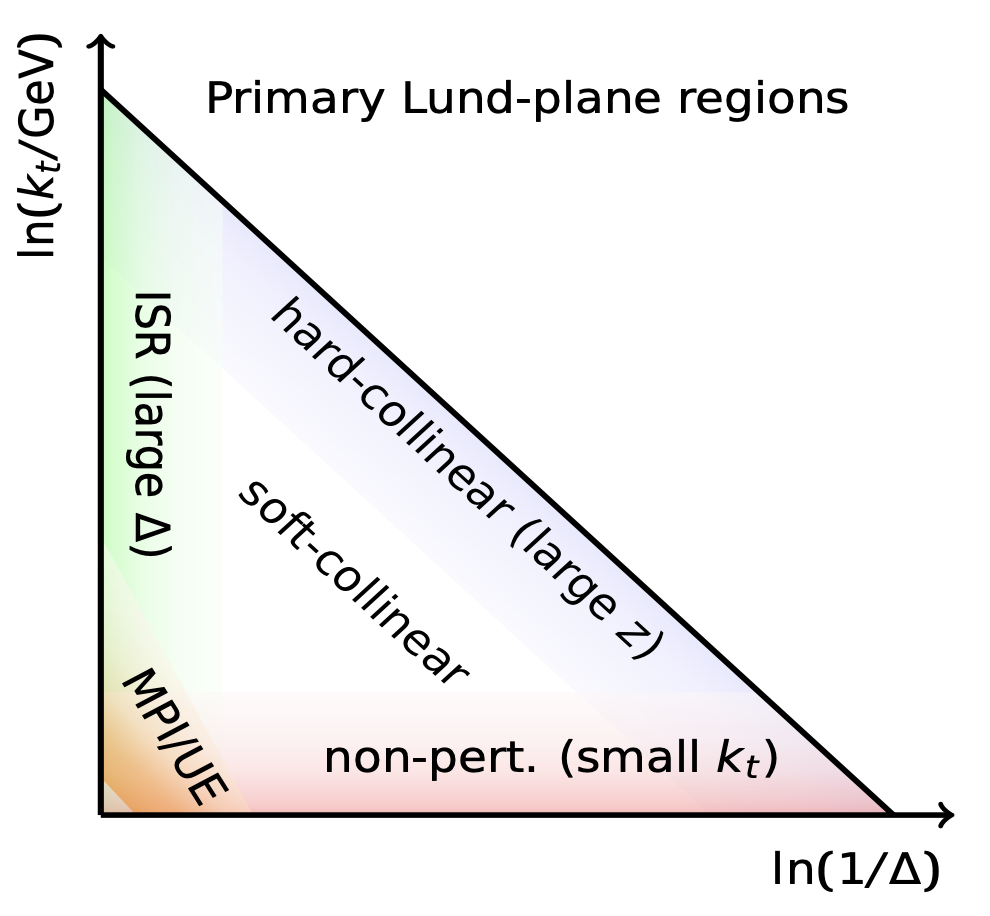 ln(kₜ/GeV)
Primary Lund-plane regions
ISR (large Δ)
hard-collinear (large z)
soft-collinear
MPI/UE
non-pert. (small kₜ)
ln(1/Δ)